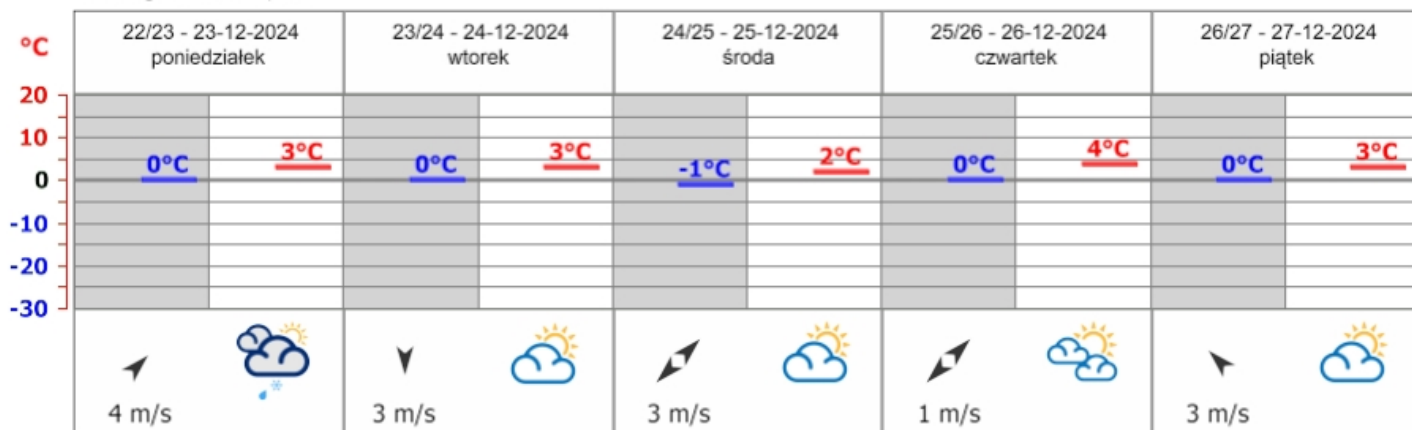 22/23 - 23-12-2024
poniedziałek
23/24 - 24-12-2024
wtorek
24/25 - 25-12-2024
środa
25/26 - 26-12-2024
czwartek
26/27 - 27-12-2024
piątek
°C
20
10
0
-10
-20
-30
0°C
3°C
0°C
3°C
-1°C
2°C
0°C
4°C
0°C
3°C
4 m/s
3 m/s
3 m/s
1 m/s
3 m/s